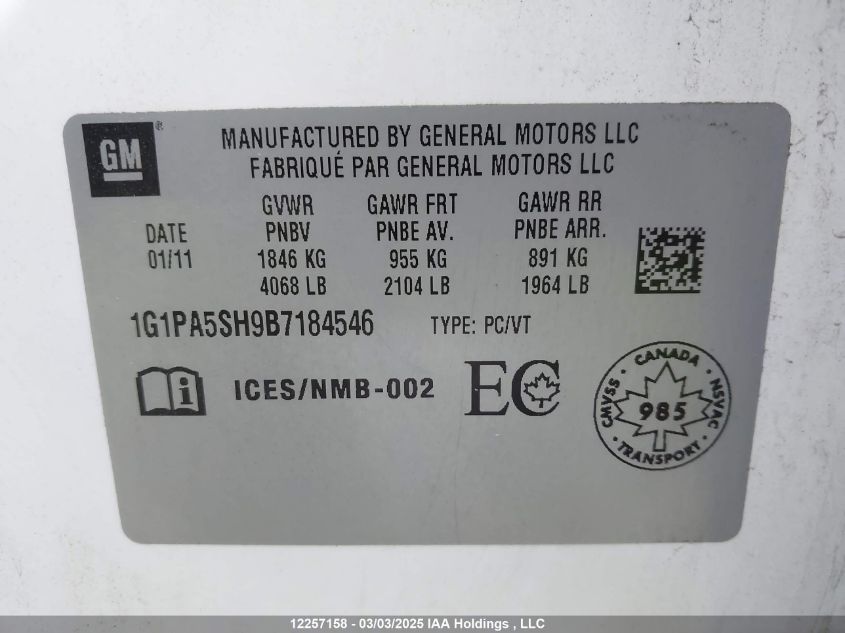 GM ®
MANUFACTURED BY GENERAL MOTORS LLC
FABRIQUÉ PAR GENERAL MOTORS LLC
GVWR GAWR FRT GAWR RR
DATE PNBV PNBE AV. PNBE ARR.
01/11 1846 KG 955 KG 891 KG
4068 LB 2104 LB 1964 LB
1G1PA5SH9B7184546 TYPE: PC/VT
i ICES/NMB-002 EC
CANADA
CMVSS 985 NSVAC
TRANSPORT
12257158 - 03/03/2025 IAA Holdings , LLC